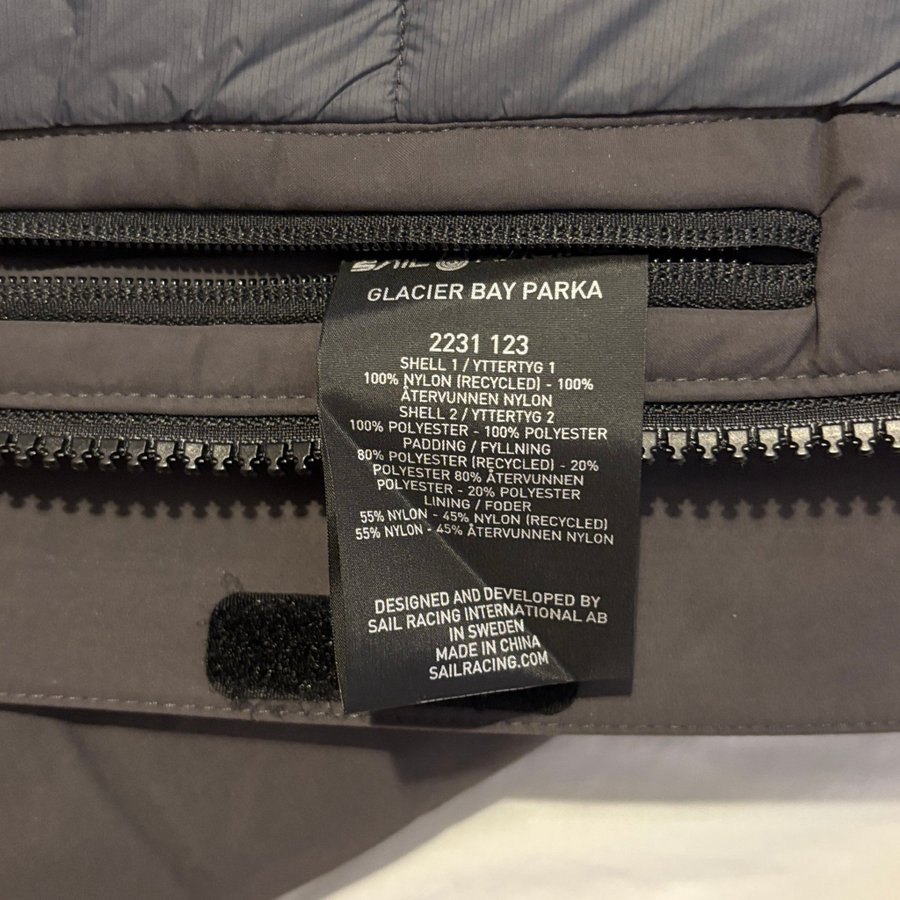 SAIL
GLACIER BAY PARKA
2231 123
SHELL 1 / YTTERTYG 1
100% NYLON (RECYCLED) - 100%
ÅTERVUNNEN NYLON
SHELL 2 / YTTERTYG 2
100% POLYESTER - 100% POLYESTER
PADDING / FYLLNING
80% POLYESTER (RECYCLED) - 20%
POLYESTER 80% ÅTERVUNNEN
POLYESTER - 20% POLYESTER
LINING / FODER
55% NYLON - 45% NYLON (RECYCLED)
55% NYLON - 45% ÅTERVUNNEN NYLON
DESIGNED AND DEVELOPED BY
SAIL RACING INTERNATIONAL AB
IN SWEDEN
MADE IN CHINA
SAILRACING.COM